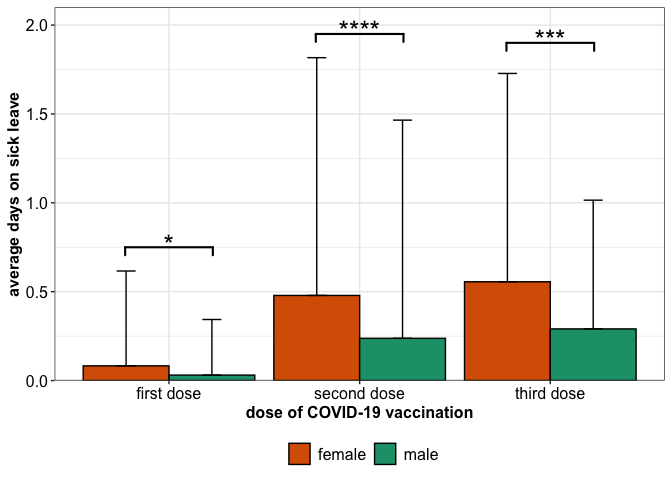 average days on sick leave
2.0
1.5
1.0
0.5
0.0
*
****
***
first dose second dose third dose
dose of COVID-19 vaccination
female male